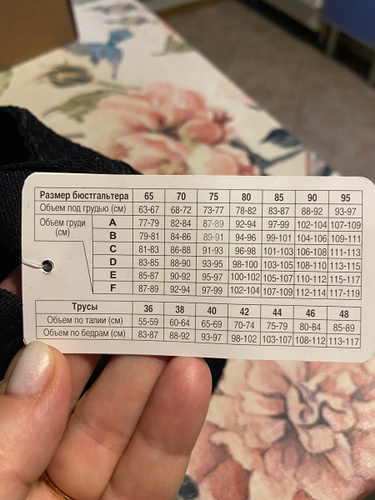 Размер бюстгальтера 65 70 75 80 85 90 95
Объем под грудью (см) 63-67 68-72 73-77 78-82 83-87 88-92 93-97
Объем груди (см) A 77-79 82-84 87-89 92-94 97-99 102-104 107-109
B 79-81 84-86 89-91 94-96 99-101 104-106 109-111
C 81-83 86-88 91-93 96-98 101-103 106-108 111-113
D 83-85 88-90 93-95 98-100 103-105 108-110 113-115
E 85-87 90-92 95-97 100-102 105-107 110-112 115-117
F 87-89 92-94 97-99 102-104 107-109 112-114 117-119
Трусы 36 38 40 42 44 46 48
Объем по талии (см) 55-59 60-64 65-69 70-74 75-79 80-84 85-89
Объем по бедрам (см) 83-87 88-92 93-97 98-102 103-107 108-112 113-117